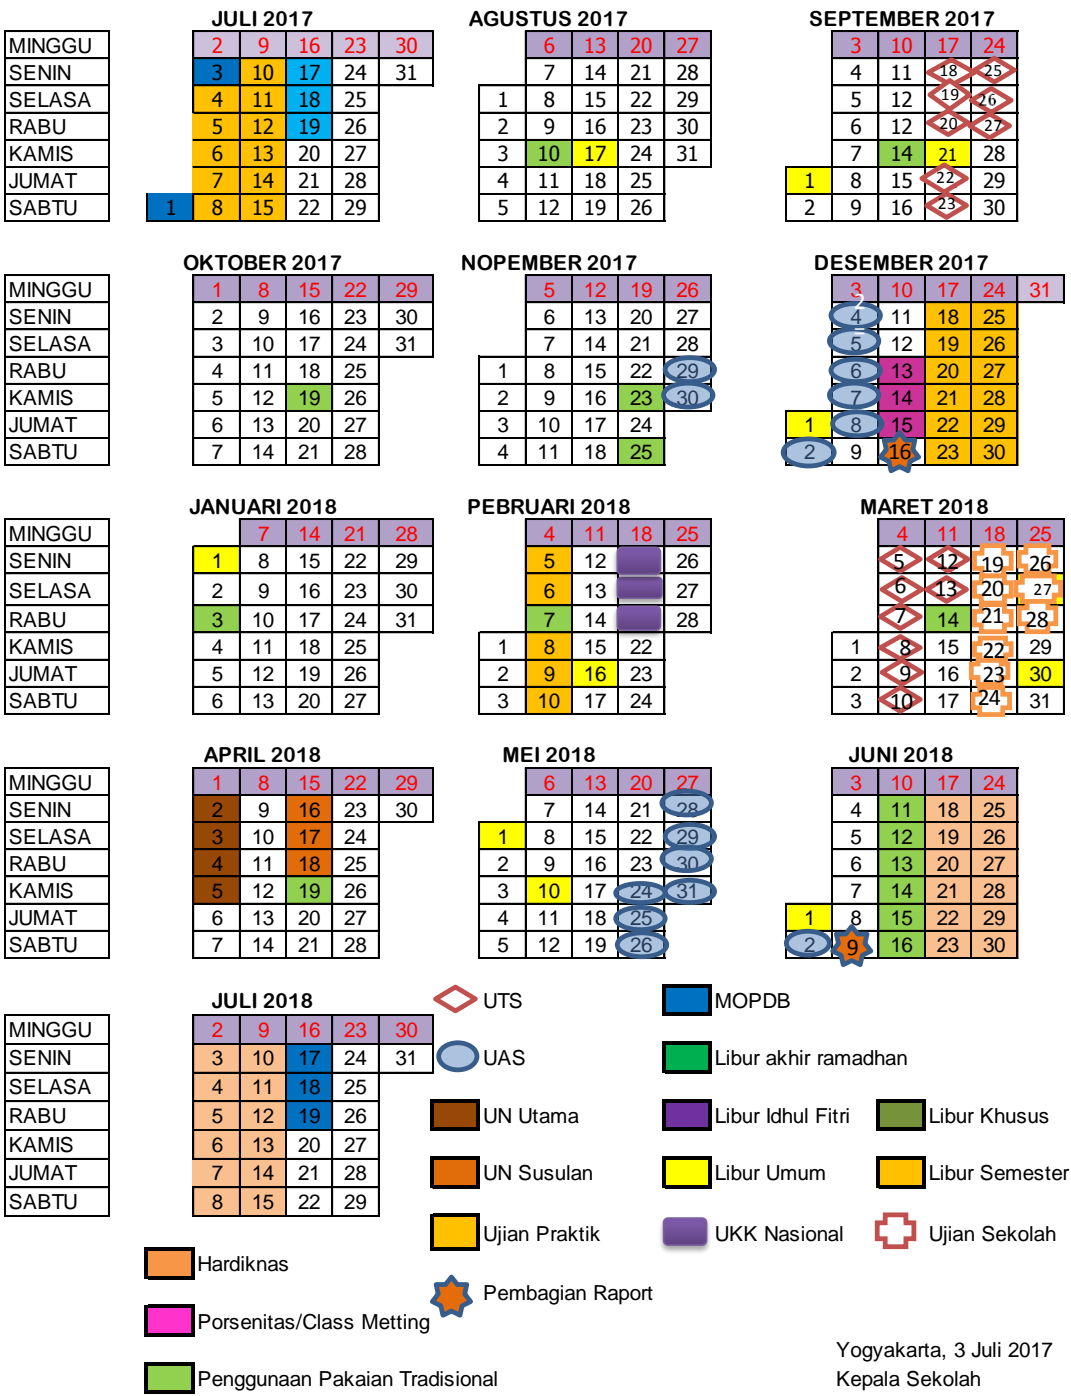 JULI 2017 AGUSTUS 2017 SEPTEMBER 2017
MINGGU 2 9 16 23 30 6 13 20 27 3 10 17 24
SENIN 3 10 17 24 31 7 14 21 28 4 11 18 25
SELASA 4 11 18 25 1 8 15 22 29 5 12 19 26
RABU 5 12 19 26 2 9 16 23 30 6 12 20 27
KAMIS 6 13 20 27 3 10 17 24 31 7 14 21 28
JUMAT 7 14 21 28 4 11 18 25 1 8 15 22 29
SABTU 1 8 15 22 29 5 12 19 26 2 9 16 23 30
OKTOBER 2017 NOPEMBER 2017 DESEMBER 2017
MINGGU 1 8 15 22 29 5 12 19 26 3 10 17 24 31
SENIN 2 9 16 23 30 6 13 20 27 2 4 11 18 25
SELASA 3 10 17 24 31 7 14 21 28 5 12 19 26
RABU 4 11 18 25 1 8 15 22 29 6 13 20 27
KAMIS 5 12 19 26 2 9 16 23 30 7 14 21 28
JUMAT 6 13 20 27 3 10 17 24 1 8 15 22 29
SABTU 7 14 21 28 4 11 18 25 2 9 16 23 30
JANUARI 2018 PEBRUARI 2018 MARET 2018
MINGGU 7 14 21 28 4 11 18 25 4 11 18 25
SENIN 1 8 15 22 29 5 12 26 5 12 19 26
SELASA 2 9 16 23 30 6 13 27 6 13 20 27
RABU 3 10 17 24 31 7 14 28 7 14 21 28
KAMIS 4 11 18 25 1 8 15 22 1 8 15 22 29
JUMAT 5 12 19 26 2 9 16 23 2 9 16 23 30
SABTU 6 13 20 27 3 10 17 24 3 10 17 24 31
APRIL 2018 MEI 2018 JUNI 2018
MINGGU 1 8 15 22 29 6 13 20 27 3 10 17 24
SENIN 2 9 16 23 30 7 14 21 28 4 11 18 25
SELASA 3 10 17 24 1 8 15 22 29 5 12 19 26
RABU 4 11 18 25 2 9 16 23 30 6 13 20 27
KAMIS 5 12 19 26 3 10 17 24 31 7 14 21 28
JUMAT 6 13 20 27 4 11 18 25 1 8 15 22 29
SABTU 7 14 21 28 5 12 19 26 2 9 16 23 30
JULI 2018 UTS MOPDB
MINGGU 2 9 16 23 30
SENIN 3 10 17 24 31 UAS Libur akhir ramadhan
SELASA 4 11 18 25
RABU 5 12 19 26 UN Utama Libur Idhul Fitri Libur Khusus
KAMIS 6 13 20 27
JUMAT 7 14 21 28 UN Susulan Libur Umum Libur Semester
SABTU 8 15 22 29
Ujian Praktik UKK Nasional Ujian Sekolah
Hardiknas
Pembagian Raport
Porsenitas/Class Metting
Yogyakarta, 3 Juli 2017
Penggunaan Pakaian Tradisional Kepala Sekolah